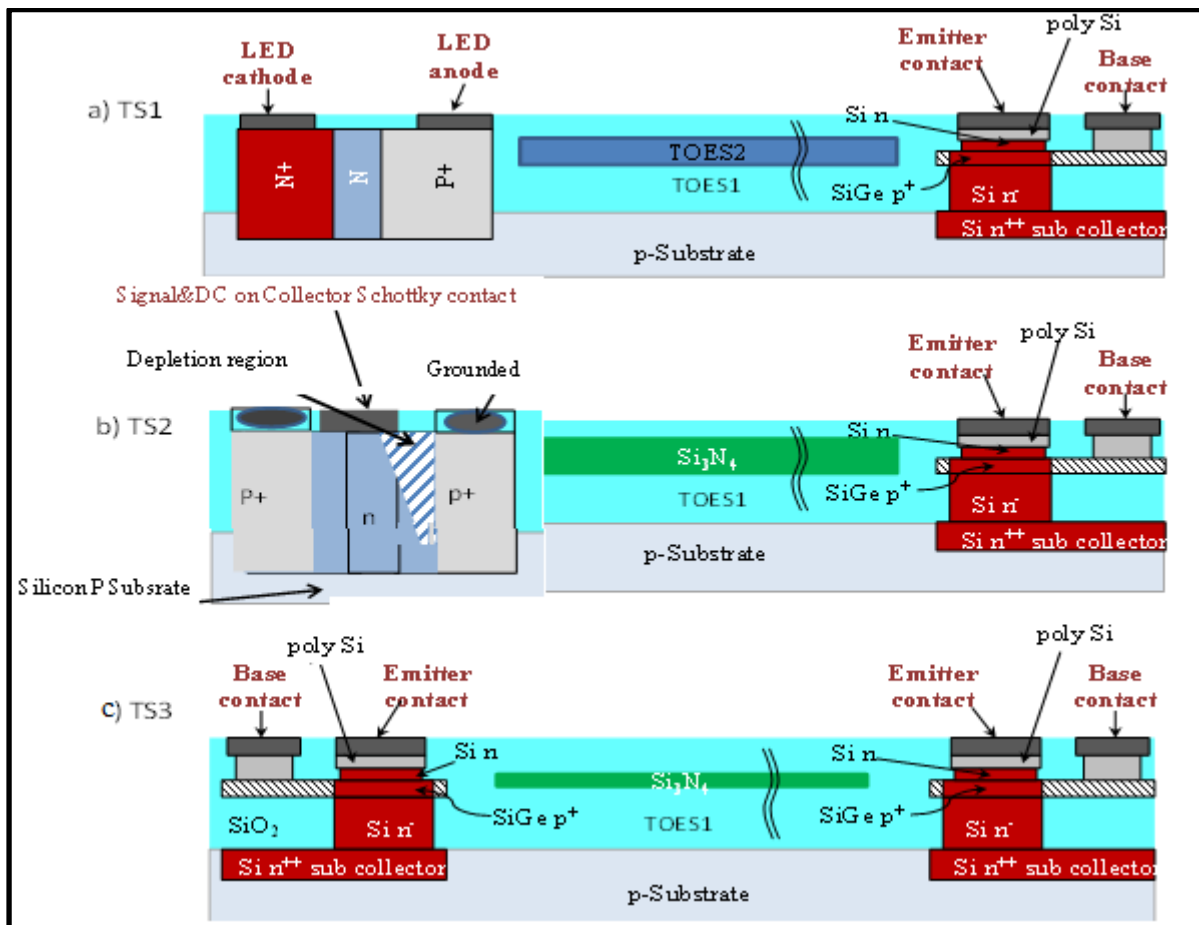 poly Si
LED
cathode
LED
anode
Emitter
contact
Base
contact
a) TS1
Si n
N+
N
P+
TOES2
TOES1
SiGe p+
Si n-
Si n++ sub collector
p-Substrate
Signal&DC on Collector Schottky contact
Depletion region
Grounded
poly Si
Emitter
contact
Base
contact
b) TS2
Si n
P+
n
p+
Si3N4
TOES1
SiGe p+
Si n-
Si n++ sub collector
p-Substrate
Silicon P Subsrate
poly Si
poly Si
Base
contact
Emitter
contact
Emitter
contact
Base
contact
c) TS3
Si n
Si n
Si3N4
SiO2
Si n-
SiGe p+
TOES1
SiGe p+
Si n-
Si n++ sub collector
Si n++ sub collector
p-Substrate